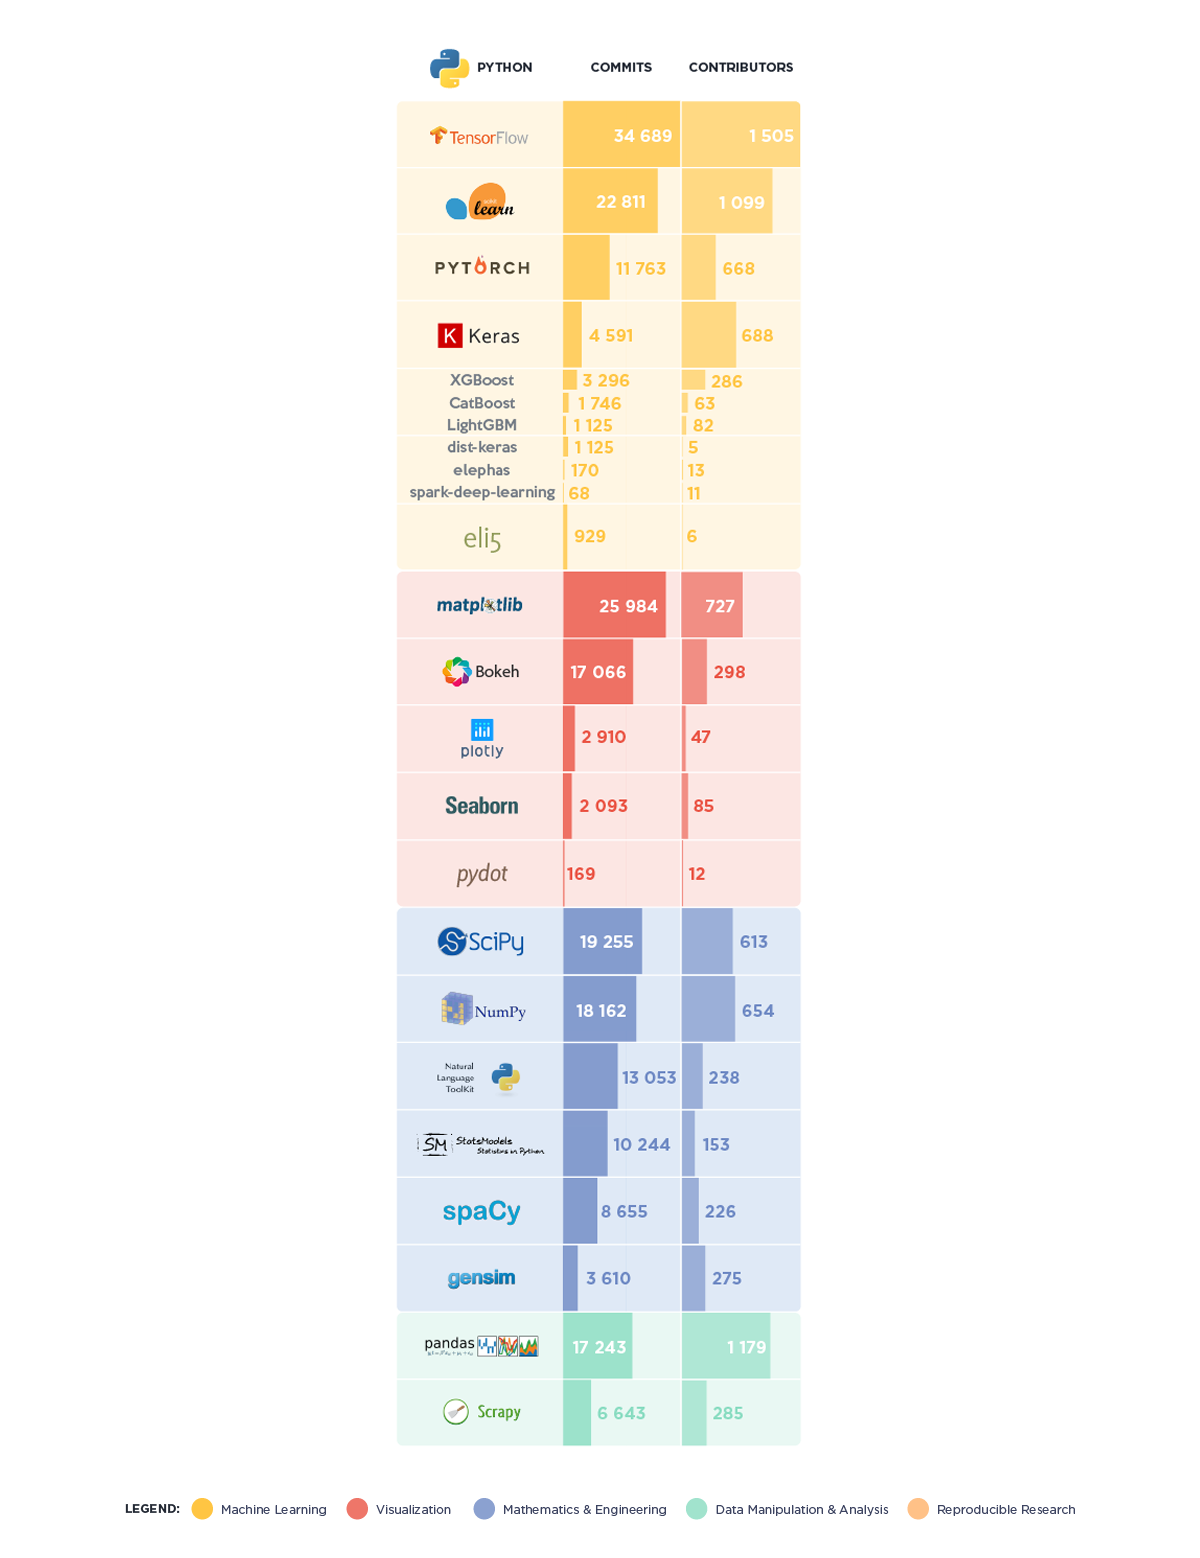 PYTHON COMMITS CONTRIBUTORS
TensorFlow 34 689 1 505
learn 22 811 1 099
PYTORCH 11 763 668
K Keras 4 591 688
XGBoost 3 296 286
CatBoost 1 746 63
LightGBM 1 125 82
dist-keras 1 125 5
elephas 170 13
spark-deep-learning 68 11
eli5 929 6
matplotlib 25 984 727
Bokeh 17 066 298
plotly 2 910 47
Seaborn 2 093 85
pydot 169 12
SciPy 19 255 613
NumPy 18 162 654
Natural
Language
ToolKit 13 053 238
SM StatsModels
Statistics in Python 10 244 153
spaCy 8 655 226
gensim 3 610 275
pandas 17 243 1 179
Scrapy 6 643 285
LEGEND: Machine Learning Visualization Mathematics & Engineering Data Manipulation & Analysis Reproducible Research